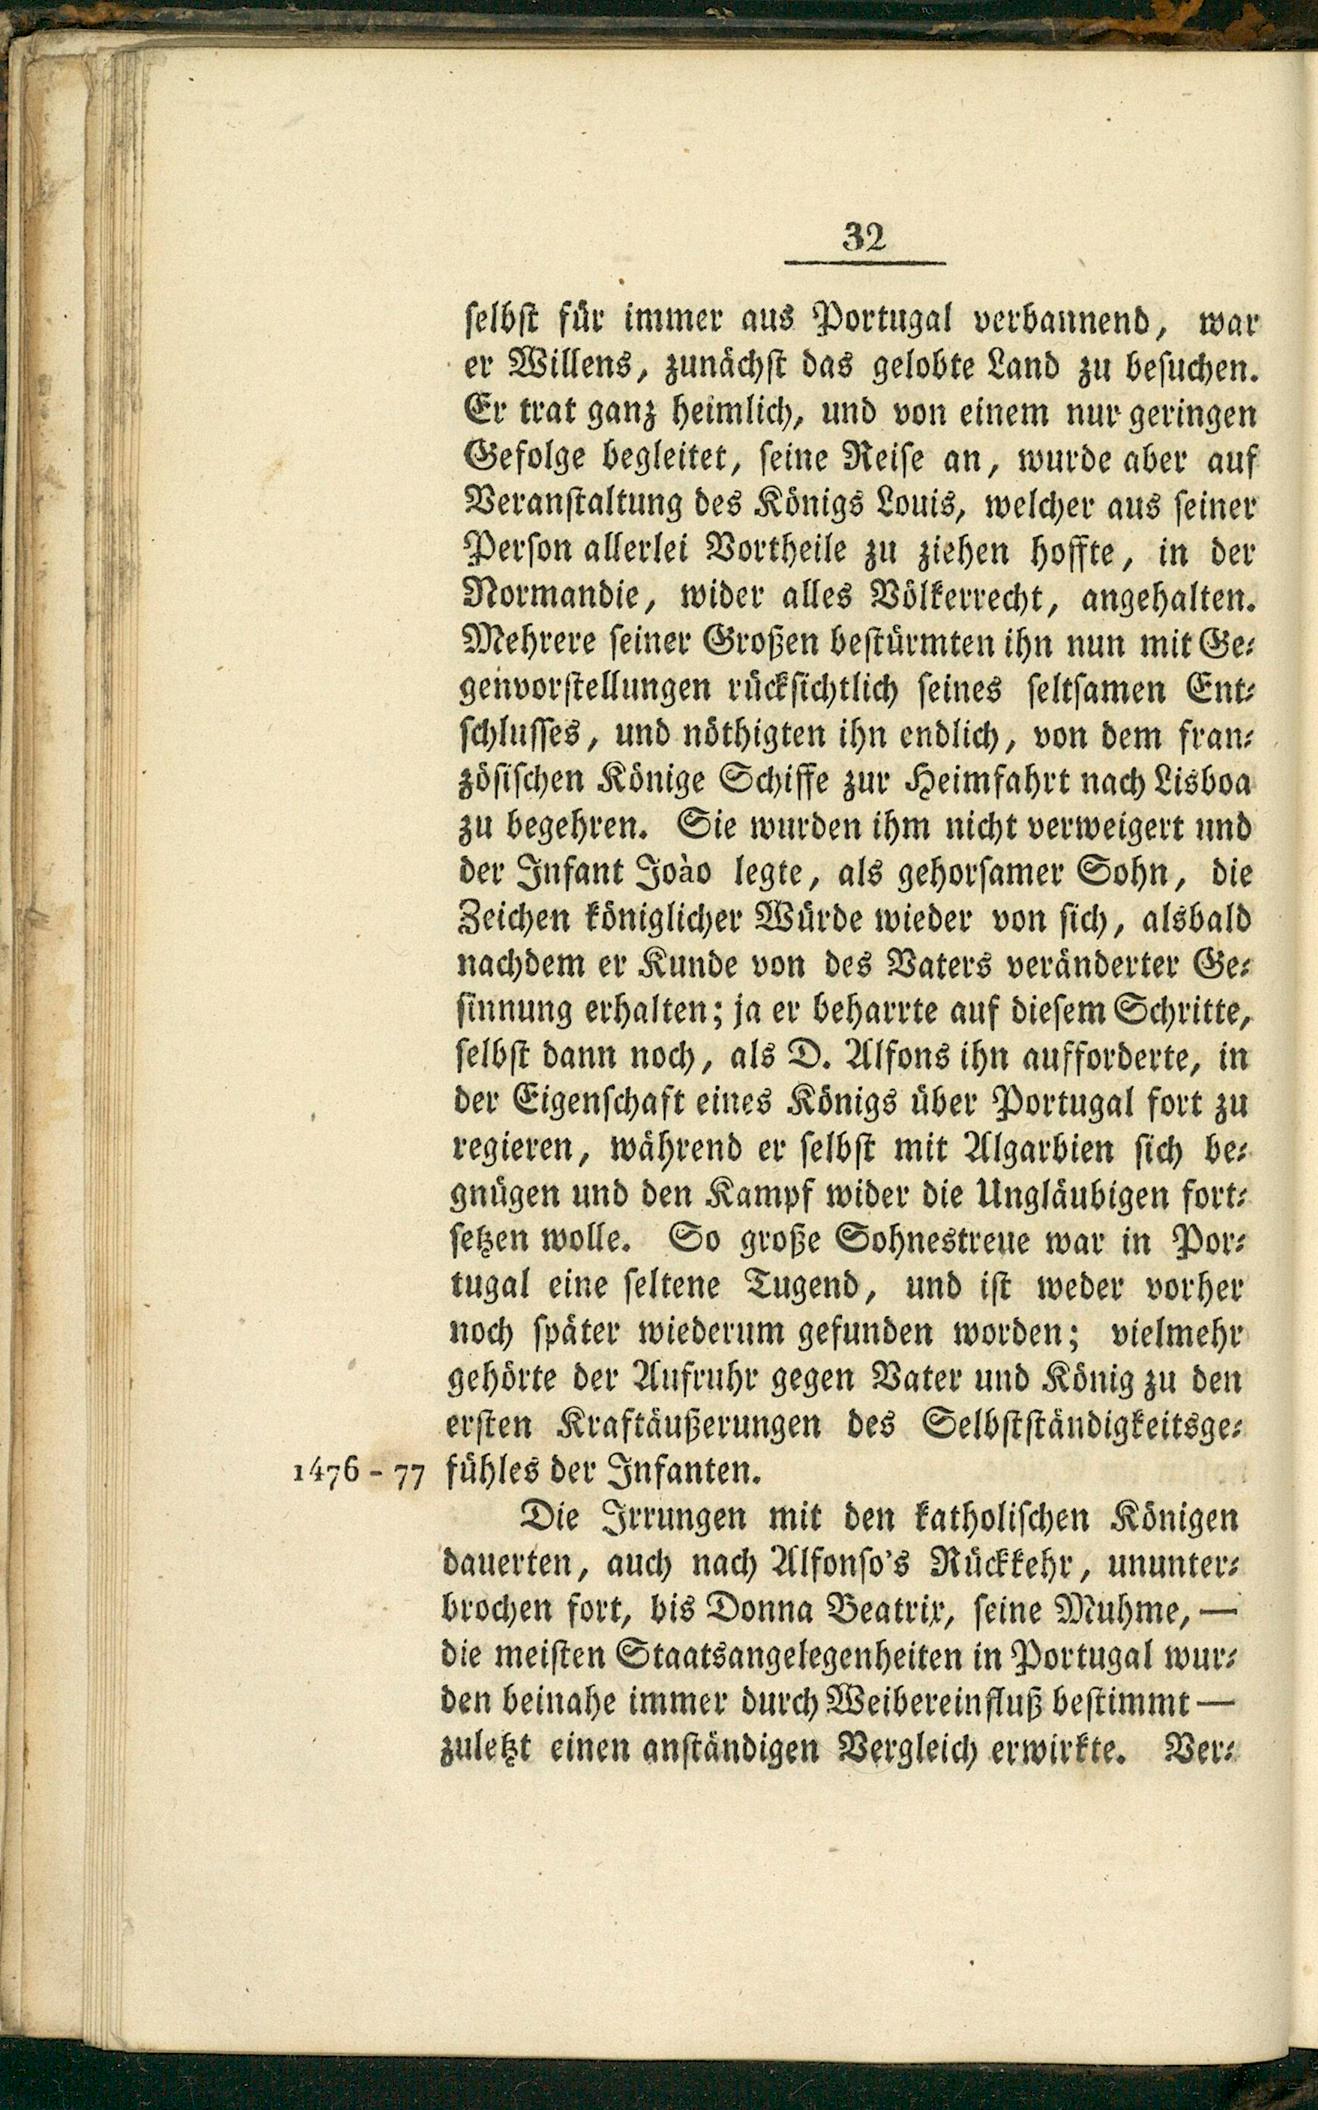 32
selbst für immer aus Portugal verbannend, war
er Willens, zunächst das gelobte Land zu besuchen.
Er trat ganz heimlich, und von einem nur geringen
Gefolge begleitet, seine Reise an, wurde aber auf
Veranstaltung des Königs Louis, welcher aus seiner
Person allerlei Vortheile zu ziehen hoffte, in der
Normandie, wider alles Völkerrecht, angehalten.
Mehrere seiner Großen bestürmten ihn nun mit Ge-
genvorstellungen rücksichtlich seines seltsamen Ent-
schlusses, und nöthigten ihn endlich, von dem fran-
zösischen Könige Schiffe zur Heimfahrt nach Lisboa
zu begehren. Sie wurden ihm nicht verweigert und
der Infant Joào legte, als gehorsamer Sohn, die
Zeichen königlicher Würde wieder von sich, alsbald
nachdem er Kunde von des Vaters veränderter Ge-
sinnung erhalten; ja er beharrte auf diesem Schritte,
selbst dann noch, als D. Alfons ihn aufforderte, in
der Eigenschaft eines Königs über Portugal fort zu
regieren, während er selbst mit Algarbien sich be-
gnügen und den Kampf wider die Ungläubigen fort-
setzen wolle. So große Sohnestreue war in Por-
tugal eine seltene Tugend, und ist weder vorher
noch später wiederum gefunden worden; vielmehr
gehörte der Aufruhr gegen Vater und König zu den
ersten Kraftäußerungen des Selbstständigkeitsge-
1476 - 77 fühles der Infanten.
Die Irrungen mit den katholischen Königen
dauerten, auch nach Alfonso's Rückkehr, ununter-
brochen fort, bis Donna Beatrix, seine Muhme, —
die meisten Staatsangelegenheiten in Portugal wur-
den beinahe immer durch Weibereinfluß bestimmt —
zuletzt einen anständigen Vergleich erwirkte. Ver-